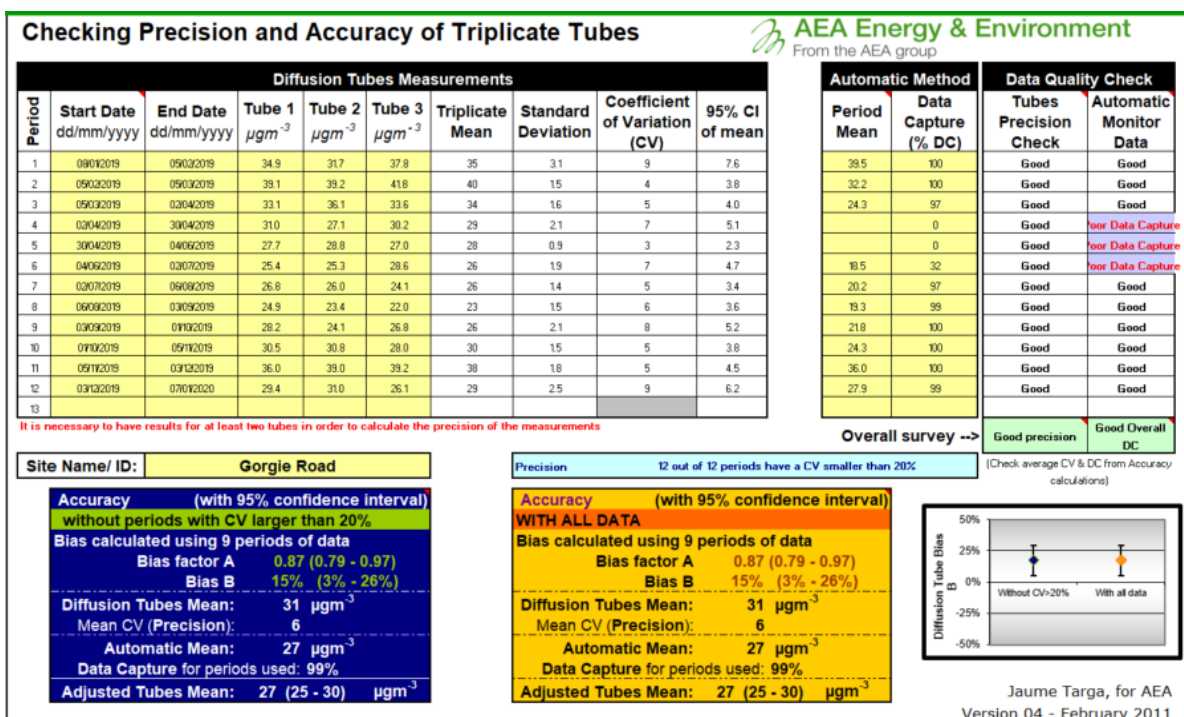 Checking Precision and Accuracy of Triplicate Tubes
AEA Energy & Environment
From the AEA group
Diffusion Tubes Measurements
Automatic Method
Data Quality Check
Period Start Date dd/mm/yyyy End Date dd/mm/yyyy Tube 1 µgm⁻³ Tube 2 µgm⁻³ Tube 3 µgm⁻³ Triplicate Mean Standard Deviation Coefficient of Variation (CV) 95% CI of mean Period Mean Data Capture (% DC) Tubes Precision Check Automatic Monitor Data
1 09/01/2019 05/02/2019 34.9 31.7 37.8 35 3.1 9 7.6 39.5 100 Good Good
2 05/02/2019 05/03/2019 39.1 39.2 41.8 40 1.5 4 3.8 32.2 100 Good Good
3 05/03/2019 02/04/2019 33.1 36.1 33.6 34 1.6 5 4.0 24.3 97 Good Good
4 02/04/2019 30/04/2019 31.0 27.1 30.2 29 2.1 7 5.1 0 Good oor Data Capture
5 30/04/2019 04/06/2019 27.7 28.8 27.0 28 0.9 3 2.3 0 Good oor Data Capture
6 04/06/2019 02/07/2019 25.4 25.3 28.6 26 1.9 7 4.7 18.5 32 Good oor Data Capture
7 02/07/2019 06/08/2019 26.8 26.0 24.1 26 1.4 5 3.4 20.2 97 Good Good
8 06/08/2019 03/09/2019 24.9 23.4 22.0 23 1.5 6 3.6 19.3 99 Good Good
9 03/09/2019 01/10/2019 28.2 24.1 26.8 26 2.1 8 5.2 21.8 100 Good Good
10 01/10/2019 05/11/2019 30.5 30.8 28.0 30 1.5 5 3.8 24.3 100 Good Good
11 05/11/2019 03/12/2019 36.0 39.0 39.2 38 1.8 5 4.5 36.0 100 Good Good
12 03/12/2019 07/01/2020 29.4 31.0 26.1 29 2.5 9 6.2 27.9 99 Good Good
13
It is necessary to have results for at least two tubes in order to calculate the precision of the measurements
Overall survey --> Good precision Good Overall DC
Site Name/ ID: Gorgie Road
Precision 12 out of 12 periods have a CV smaller than 20%
(Check average CV & DC from Accuracy calculations)
Accuracy (with 95% confidence interval)
without periods with CV larger than 20%
Bias calculated using 9 periods of data
Bias factor A 0.87 (0.79 - 0.97)
Bias B 15% (3% - 26%)
Diffusion Tubes Mean: 31 µgm⁻³
Mean CV (Precision): 6
Automatic Mean: 27 µgm⁻³
Data Capture for periods used: 99%
Adjusted Tubes Mean: 27 (25 - 30) µgm⁻³
Accuracy (with 95% confidence interval)
WITH ALL DATA
Bias calculated using 9 periods of data
Bias factor A 0.87 (0.79 - 0.97)
Bias B 15% (3% - 26%)
Diffusion Tubes Mean: 31 µgm⁻³
Mean CV (Precision): 6
Automatic Mean: 27 µgm⁻³
Data Capture for periods used: 99%
Adjusted Tubes Mean: 27 (25 - 30) µgm⁻³
Diffusion Tube Bias B
50%
25%
0%
-25%
-50%
Without CV>20% With all data
Jaume Targa, for AEA
Version 04 - February 2011